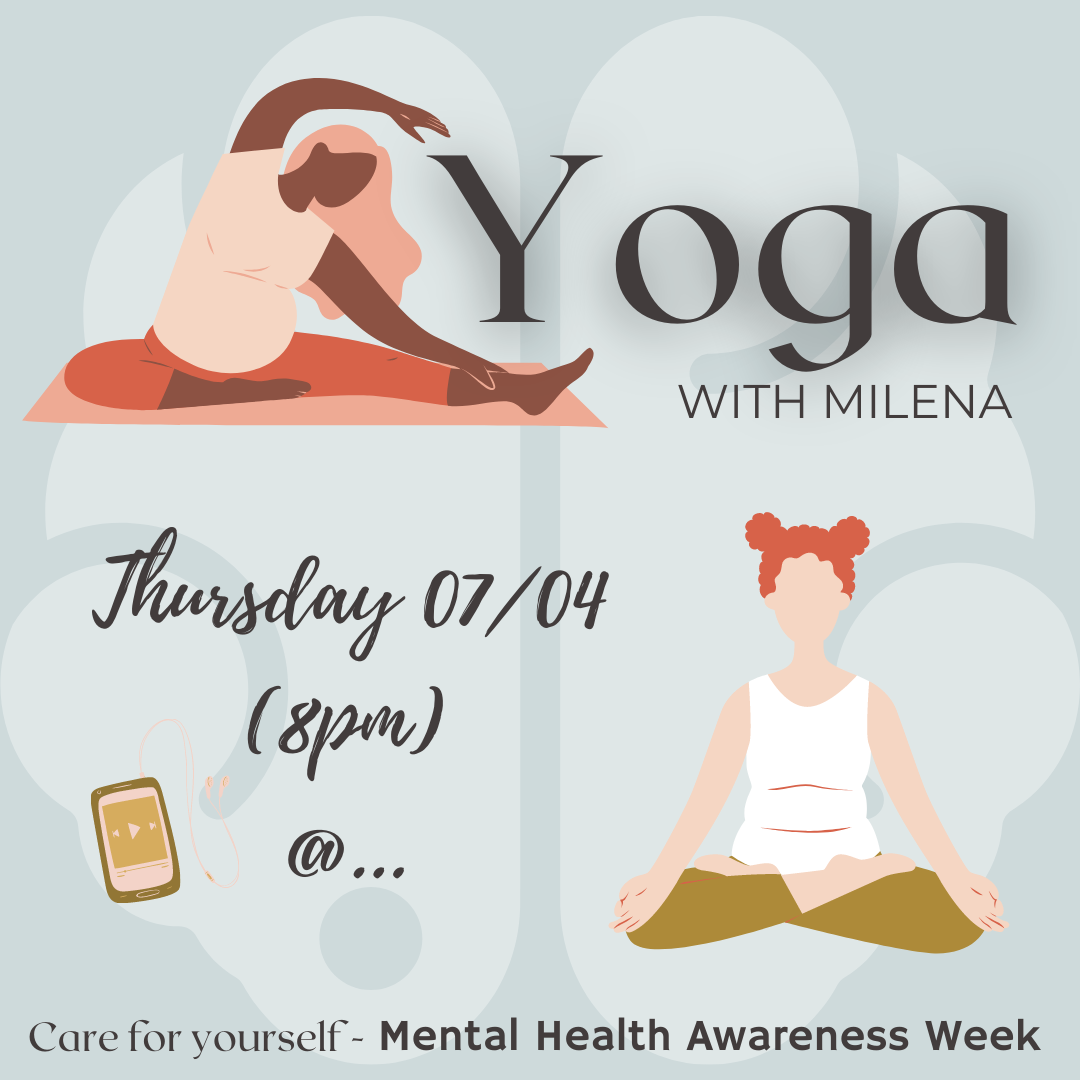 Yoga
WITH MILENA
Thursday 07/04
(8pm)
@...
Care for yourself - Mental Health Awareness Week